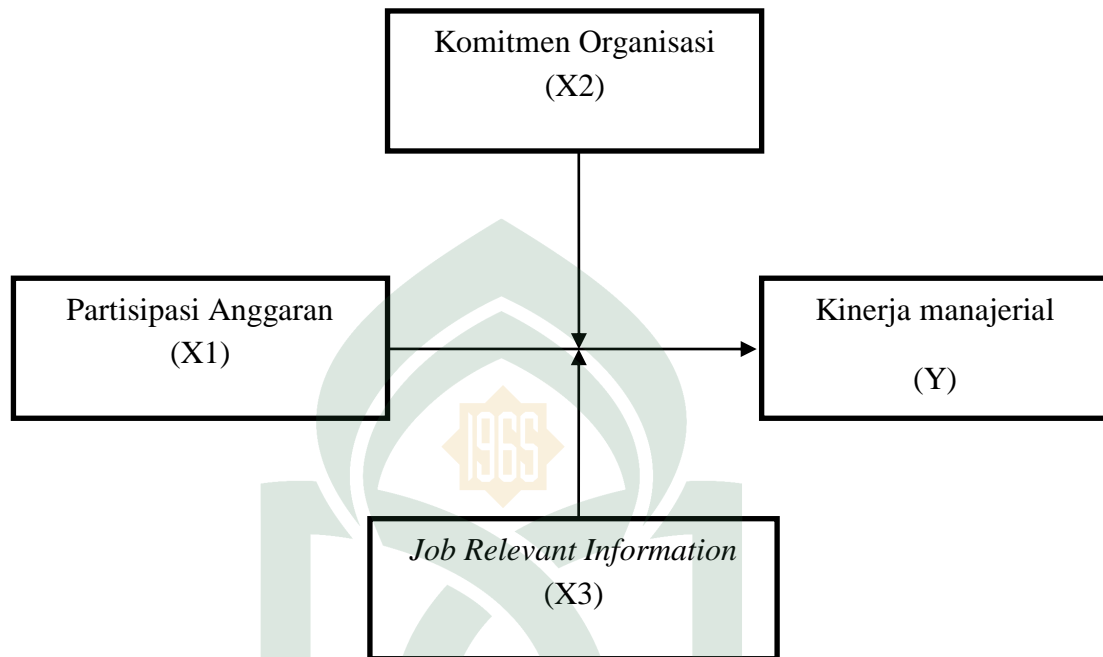 Komitmen Organisasi
(X2)
Partisipasi Anggaran
(X1)
Kinerja manajerial
(Y)
1965
Job Relevant Information
(X3)